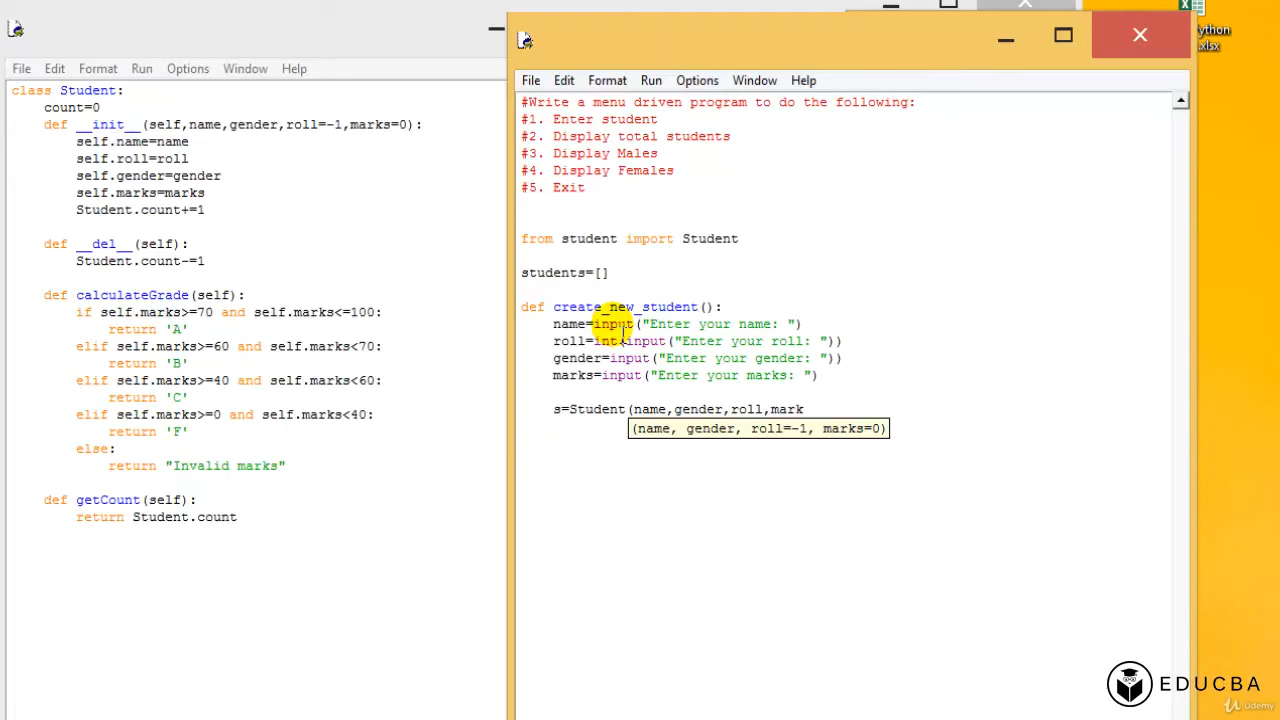 ython
.xlsx
File Edit Format Run Options Window Help
class Student:
count=0
def __init__(self,name,gender,roll=-1,marks=0):
self.name=name
self.roll=roll
self.gender=gender
self.marks=marks
Student.count+=1
def __del__(self):
Student.count-=1
def calculateGrade(self):
if self.marks>=70 and self.marks<=100:
return 'A'
elif self.marks>=60 and self.marks<70:
return 'B'
elif self.marks>=40 and self.marks<60:
return 'C'
elif self.marks>=0 and self.marks<40:
return 'F'
else:
return "Invalid marks"
def getCount(self):
return Student.count
File Edit Format Run Options Window Help
#Write a menu driven program to do the following:
#1. Enter student
#2. Display total students
#3. Display Males
#4. Display Females
#5. Exit
from student import Student
students=[]
def create_new_student():
name=input("Enter your name: ")
roll=int(input("Enter your roll: "))
gender=input("Enter your gender: "))
marks=input("Enter your marks: ")
s=Student(name,gender,roll,mark
(name, gender, roll=-1, marks=0)
EDUCBA
Udemy